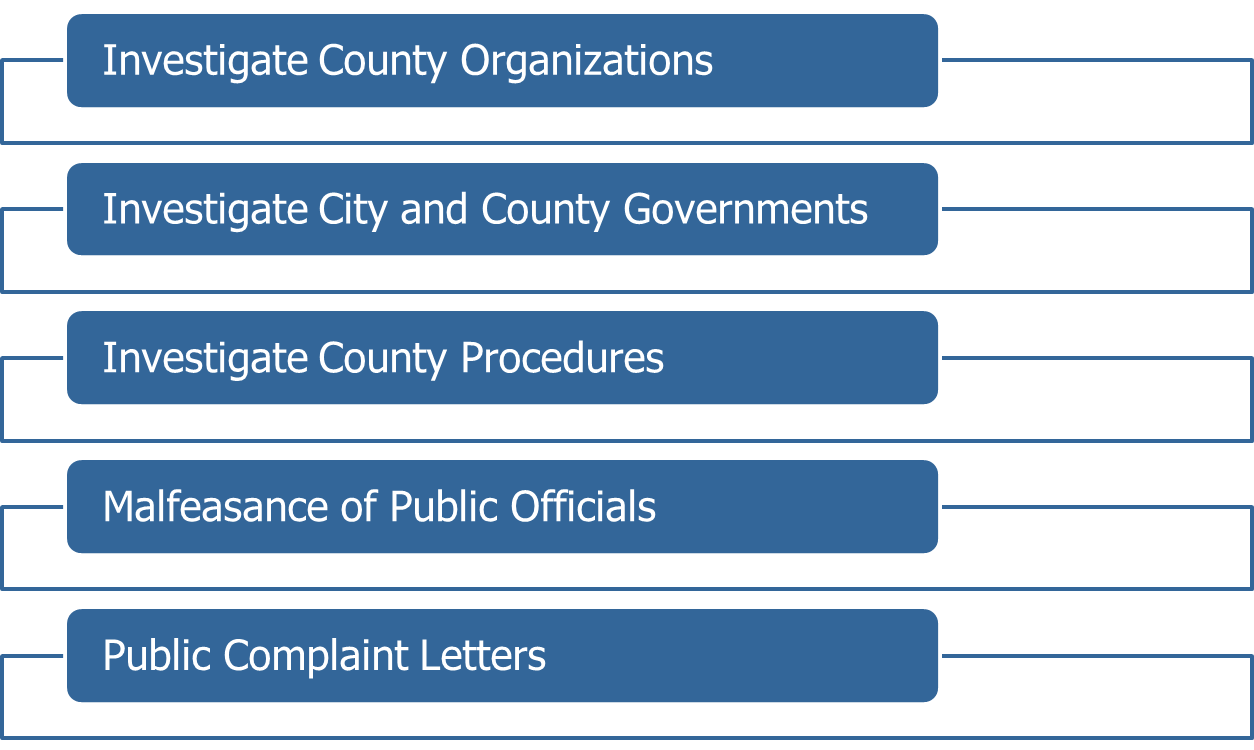 Investigate County Organizations
Investigate City and County Governments
Investigate County Procedures
Malfeasance of Public Officials
Public Complaint Letters